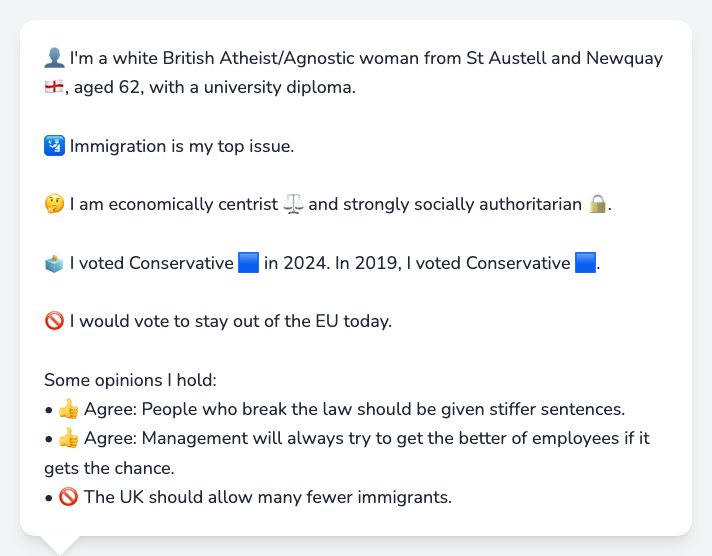 👤 I'm a white British Atheist/Agnostic woman from St Austell and Newquay
🏴󠁧󠁢󠁥󠁮󠁧󠁿, aged 62, with a university diploma.
🛂 Immigration is my top issue.
🤔 I am economically centrist ⚖️ and strongly socially authoritarian 🔒.
🗳️ I voted Conservative 🟦 in 2024. In 2019, I voted Conservative 🟦.
🚫 I would vote to stay out of the EU today.
Some opinions I hold:
• 👍 Agree: People who break the law should be given stiffer sentences.
• 👍 Agree: Management will always try to get the better of employees if it
gets the chance.
• 🚫 The UK should allow many fewer immigrants.